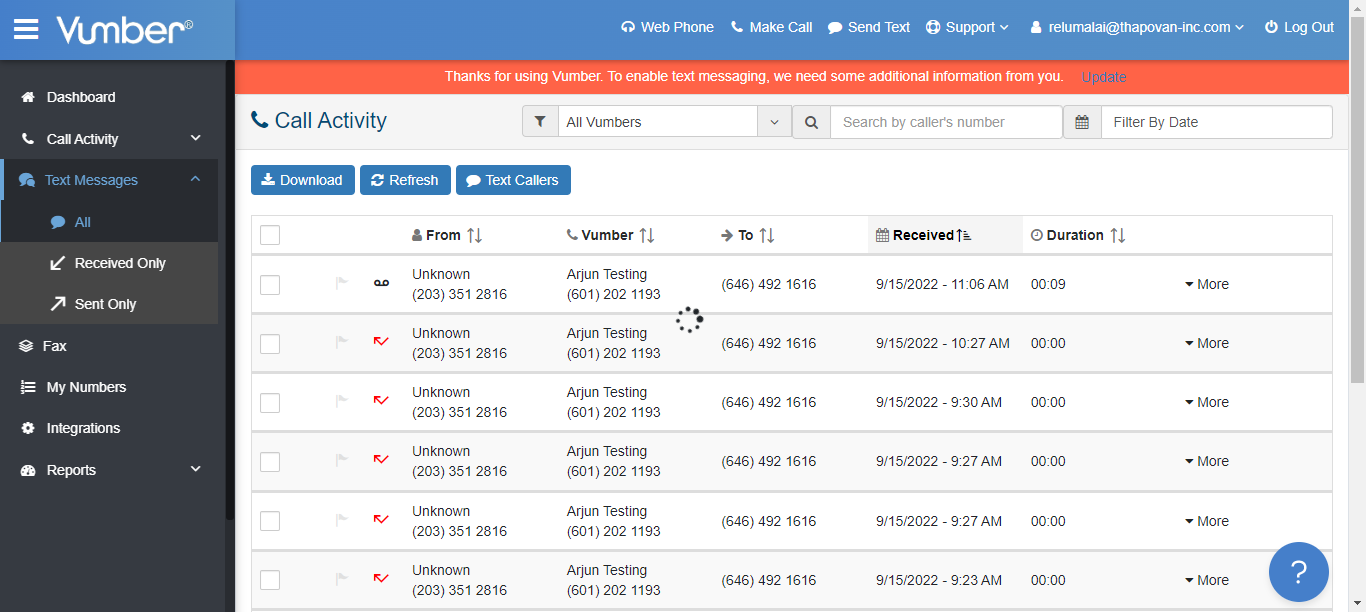 Vumber®
Web Phone Make Call Send Text Support relumalai@thapovan-inc.com Log Out
Thanks for using Vumber. To enable text messaging, we need some additional information from you. Update
Dashboard
Call Activity
Text Messages
All
Received Only
Sent Only
Fax
My Numbers
Integrations
Reports
Call Activity
All Vumbers
Search by caller's number
Filter By Date
Download Refresh Text Callers
From Vumber To Received Duration
Unknown Arjun Testing
(203) 351 2816 (601) 202 1193 (646) 492 1616 9/15/2022 - 11:06 AM 00:09 More
Unknown Arjun Testing
(203) 351 2816 (601) 202 1193 (646) 492 1616 9/15/2022 - 10:27 AM 00:00 More
Unknown Arjun Testing
(203) 351 2816 (601) 202 1193 (646) 492 1616 9/15/2022 - 9:30 AM 00:00 More
Unknown Arjun Testing
(203) 351 2816 (601) 202 1193 (646) 492 1616 9/15/2022 - 9:27 AM 00:00 More
Unknown Arjun Testing
(203) 351 2816 (601) 202 1193 (646) 492 1616 9/15/2022 - 9:27 AM 00:00 More
Unknown Arjun Testing
(203) 351 2816 (601) 202 1193 (646) 492 1616 9/15/2022 - 9:23 AM 00:00 More
?